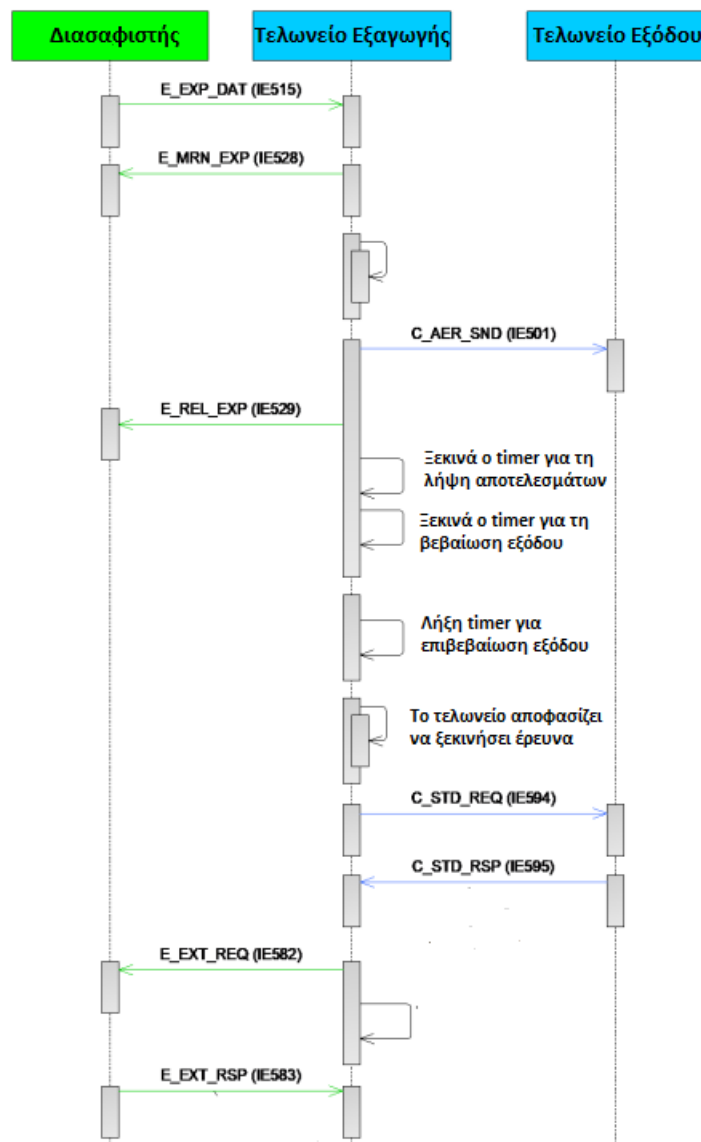 Διασαφιστής
Τελωνείο Εξαγωγής
Τελωνείο Εξόδου
E_EXP_DAT (IE515)
E_MRN_EXP (IE528)
C_AER_SND (IE501)
E_REL_EXP (IE529)
Ξεκινά ο timer για τη
λήψη αποτελεσμάτων
Ξεκινά ο timer για τη
βεβαίωση εξόδου
Λήξη timer για
επιβεβαίωση εξόδου
Το τελωνείο αποφασίζει
να ξεκινήσει έρευνα
C_STD_REQ (IE594)
C_STD_RSP (IE595)
E_EXT_REQ (IE582)
E_EXT_RSP (IE583)